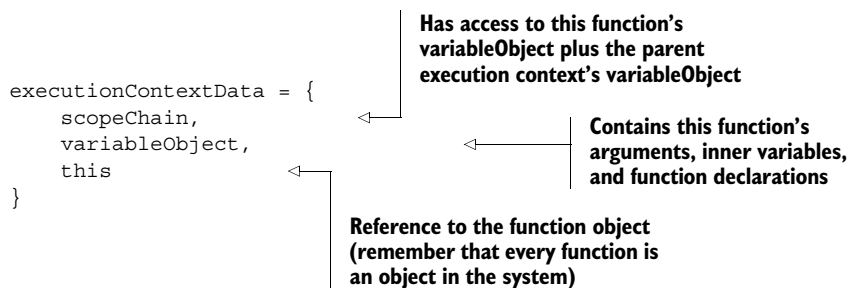 Has access to this function's
variableObject plus the parent
execution context's variableObject
executionContextData = {
scopeChain,
variableObject,
this
}
Contains this function's
arguments, inner variables,
and function declarations
Reference to the function object
(remember that every function is
an object in the system)